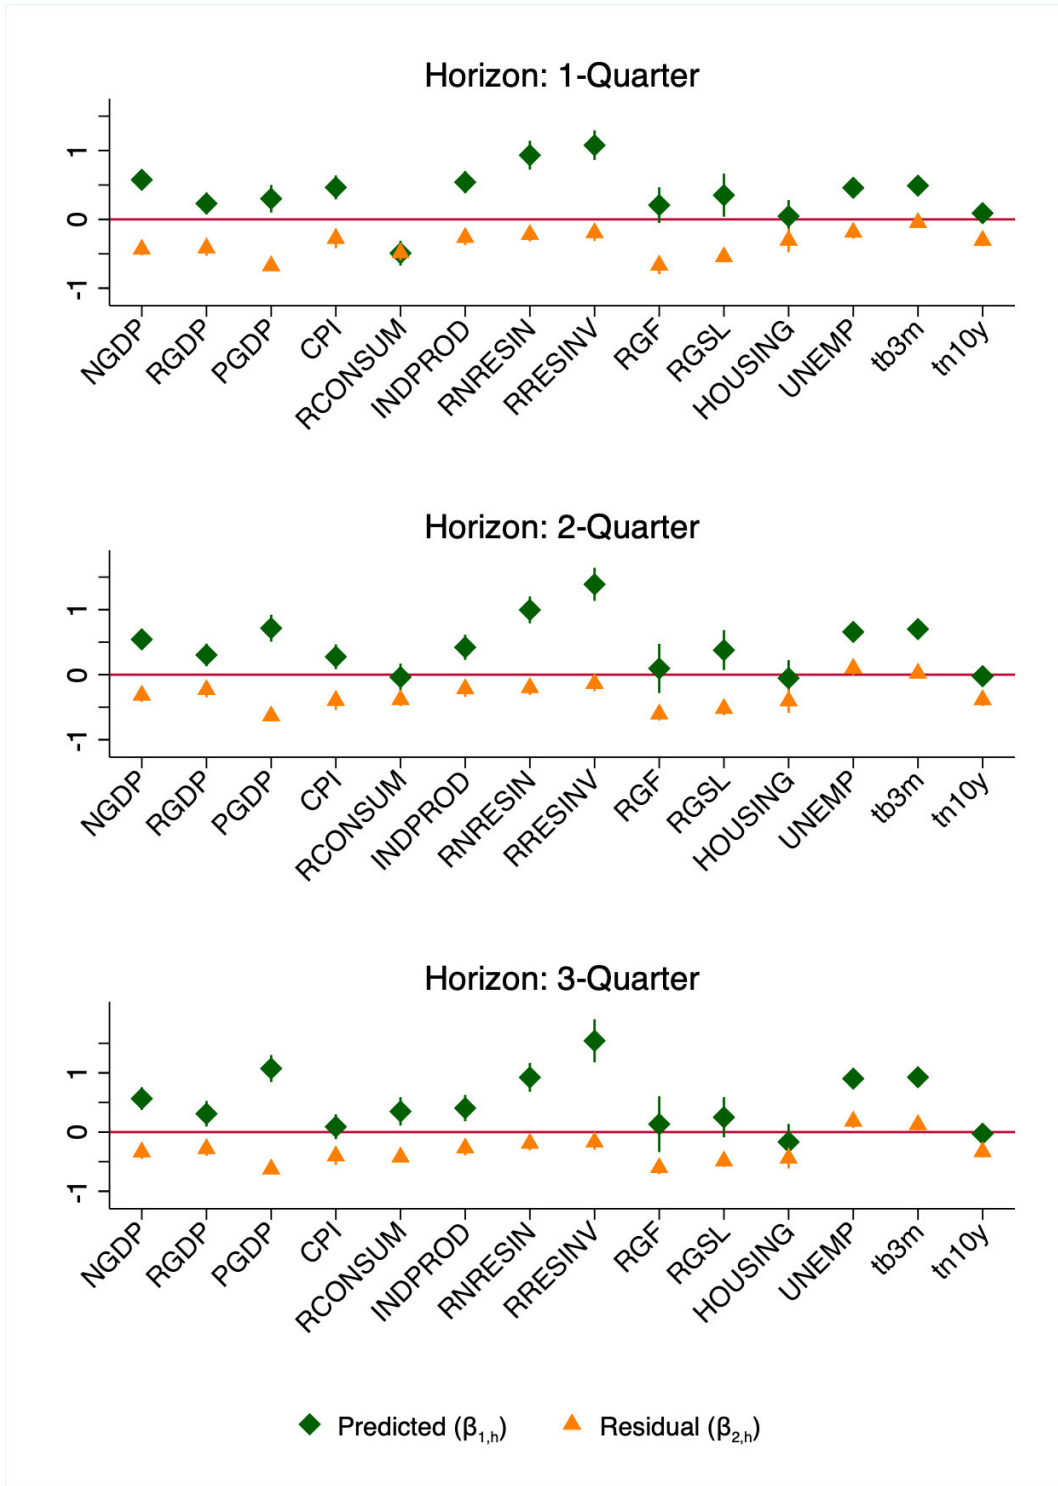 Horizon: 1-Quarter
1
0
-1
NGDP
RGDP
PGDP
CPI
RCONSUM
INDPROD
RNRESIN
RRESINV
RGF
RGSL
HOUSING
UNEMP
tb3m
tn10y
Horizon: 2-Quarter
1
0
-1
NGDP
RGDP
PGDP
CPI
RCONSUM
INDPROD
RNRESIN
RRESINV
RGF
RGSL
HOUSING
UNEMP
tb3m
tn10y
Horizon: 3-Quarter
1
0
-1
NGDP
RGDP
PGDP
CPI
RCONSUM
INDPROD
RNRESIN
RRESINV
RGF
RGSL
HOUSING
UNEMP
tb3m
tn10y
Predicted (β1,h) Residual (β2,h)